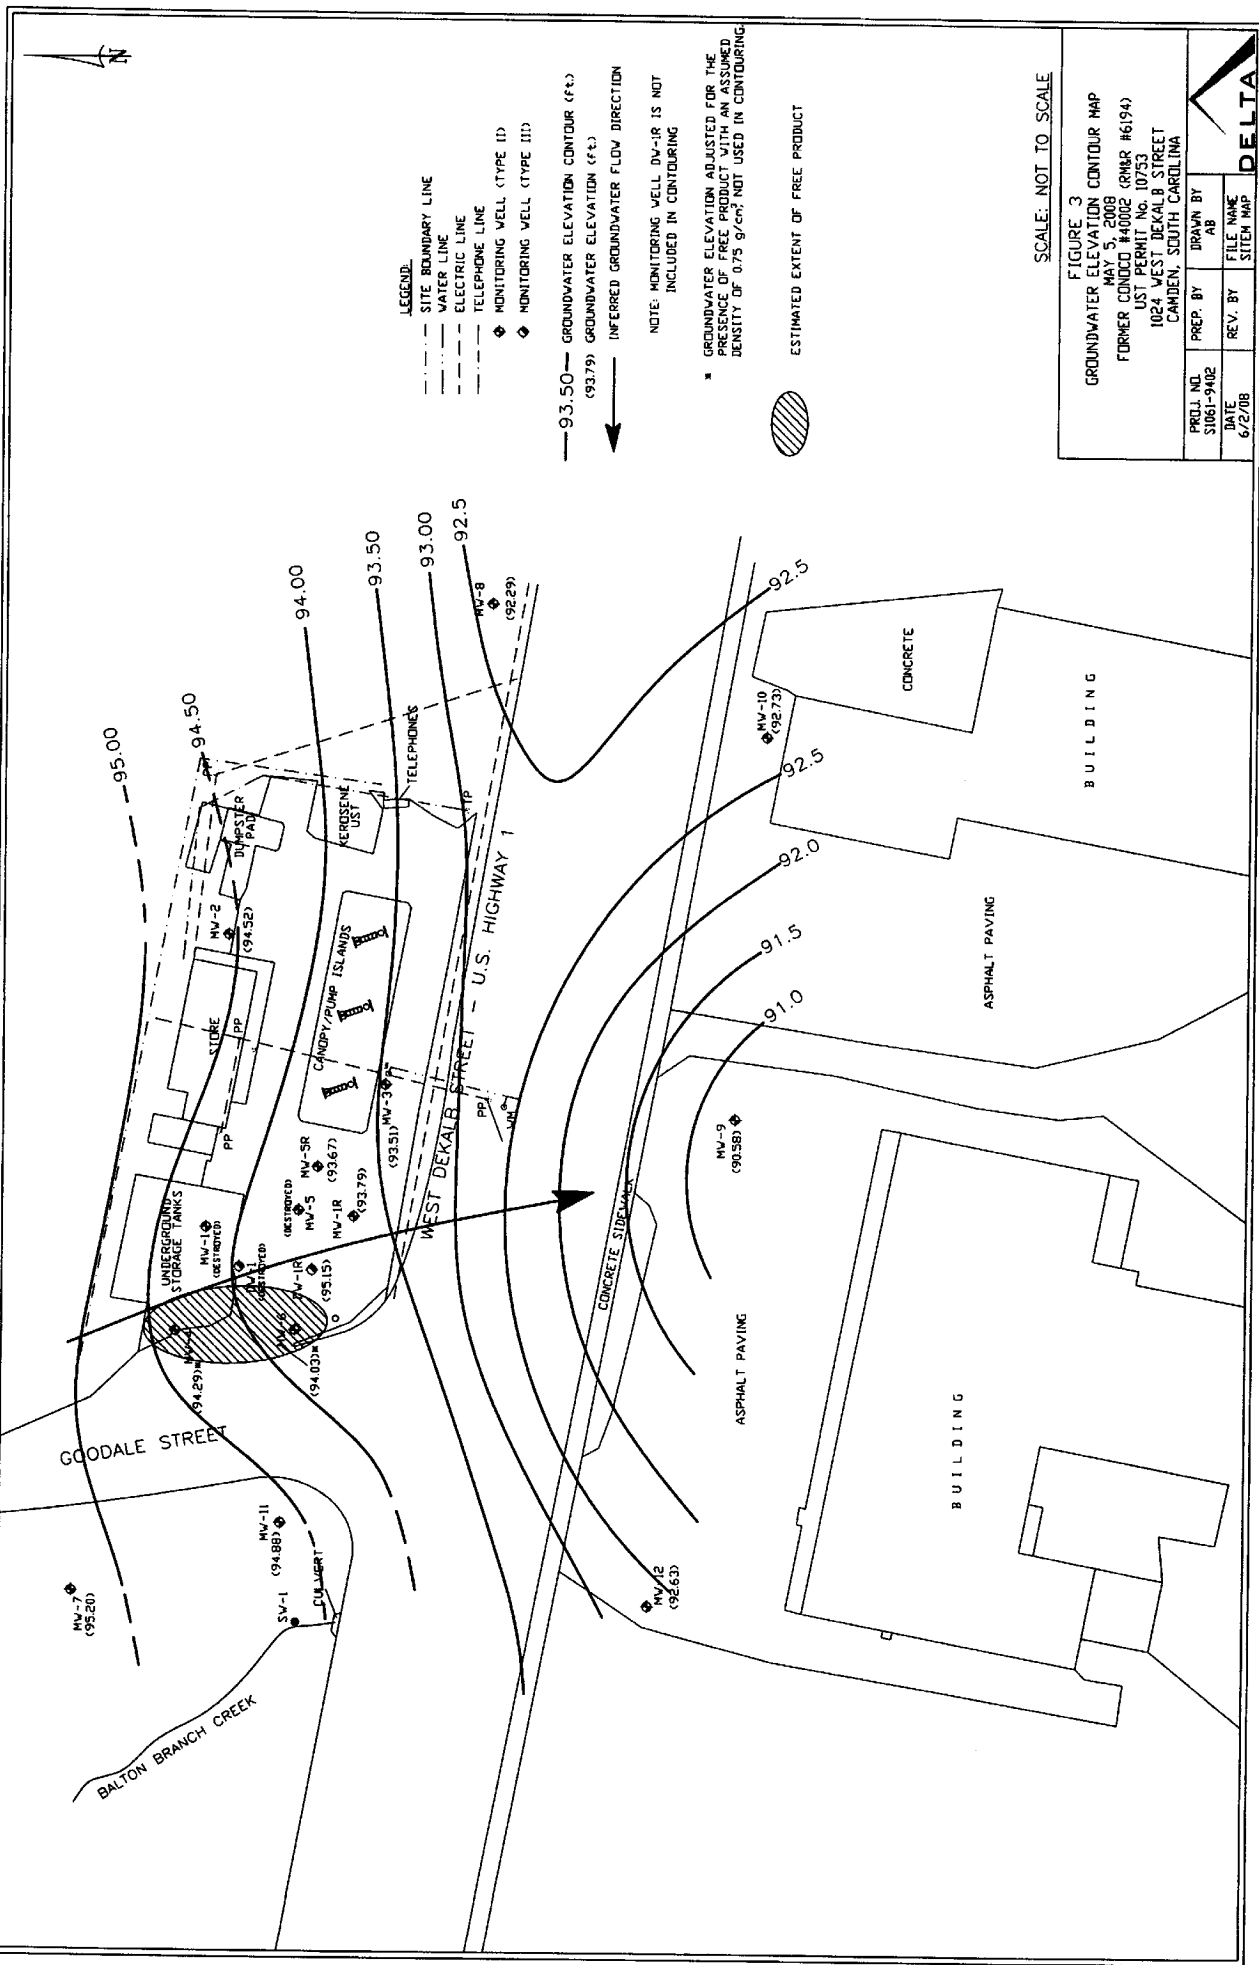 N
LEGEND:
SITE BOUNDARY LINE
WATER LINE
ELECTRIC LINE
TELEPHONE LINE
MONITORING WELL (TYPE II)
MONITORING WELL (TYPE III)
93.50 GROUNDWATER ELEVATION CONTOUR (ft.)
(93.79) GROUNDWATER ELEVATION (ft.)
INFERRED GROUNDWATER FLOW DIRECTION
NOTE: MONITORING WELL DW-1R IS NOT
INCLUDED IN CONTOURING
* GROUNDWATER ELEVATION ADJUSTED FOR THE
PRESENCE OF FREE PRODUCT WITH AN ASSUMED
DENSITY OF 0.75 g/cm³; NOT USED IN CONTOURING.
ESTIMATED EXTENT OF FREE PRODUCT
SCALE: NOT TO SCALE
FIGURE 3
GROUNDWATER ELEVATION CONTOUR MAP
MAY 5, 2008
FORMER CONOCO #40002 (RM&R #6194)
UST PERMIT No. 10753
1024 WEST DEKALB STREET
CAMDEN, SOUTH CAROLINA
PROJ. NO.
S1061-9402
PREP. BY
DRAWN BY
AB
DATE
6/2/08
REV. BY
FILE NAME
SITEM MAP
DELTA
95.00
94.50
94.00
93.50
93.00
92.5
92.5
92.5
92.0
91.5
91.0
MW-7
(95.20)
BALTON BRANCH CREEK
SW-1
CULVERT
MW-11
(94.88)
GOODALE STREET
MW-4
(94.29)*
MW-6
(94.03)*
UNDERGROUND
STORAGE TANKS
MW-1
(DESTROYED)
DW-1
(DESTROYED)
DW-1R
(95.15)
(DESTROYED)
MW-5
MW-1R
(93.79)
MW-5R
(93.67)
MW-3
(93.51)
STORE
PP
PP
PP
PP
MW-2
(94.52)
DUMPSTER
PAD
KEROSENE
UST
TELEPHONES
TP
CANOPY/PUMP ISLANDS
WM
MW-8
(92.29)
WEST DEKALB STREET - U.S. HIGHWAY 1
CONCRETE SIDEWALK
MW-12
(92.63)
MW-9
(90.58)
MW-10
(92.73)
CONCRETE
BUILDING
ASPHALT PAVING
ASPHALT PAVING
BUILDING